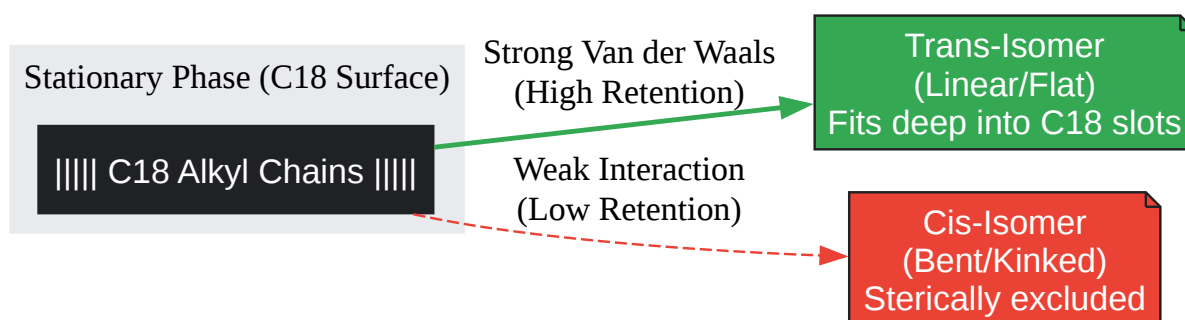 Stationary Phase (C18 Surface)
||||| C18 Alkyl Chains |||||
Strong Van der Waals
(High Retention)
Weak Interaction
(Low Retention)
Trans-Isomer
(Linear/Flat)
Fits deep into C18 slots
Cis-Isomer
(Bent/Kinked)
Sterically excluded